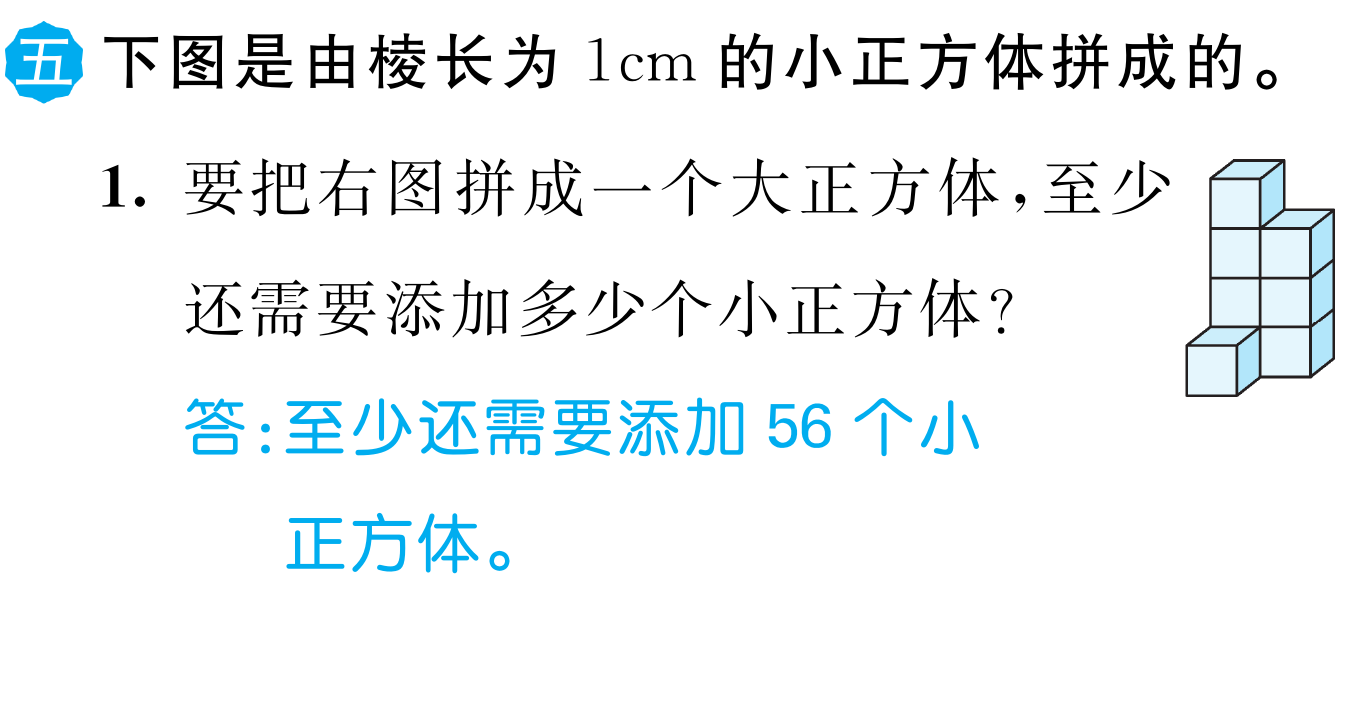 五 下图是由棱长为 1cm 的小正方体拼成的。
1. 要把右图拼成一个大正方体,至少
还需要添加多少个小正方体?
答:至少还需要添加 56 个小
正方体。